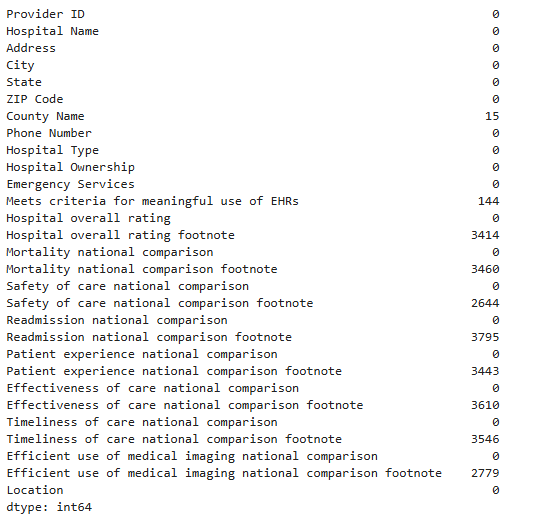 Provider ID 0
Hospital Name 0
Address 0
City 0
State 0
ZIP Code 0
County Name 15
Phone Number 0
Hospital Type 0
Hospital Ownership 0
Emergency Services 0
Meets criteria for meaningful use of EHRs 144
Hospital overall rating 0
Hospital overall rating footnote 3414
Mortality national comparison 0
Mortality national comparison footnote 3460
Safety of care national comparison 0
Safety of care national comparison footnote 2644
Readmission national comparison 0
Readmission national comparison footnote 3795
Patient experience national comparison 0
Patient experience national comparison footnote 3443
Effectiveness of care national comparison 0
Effectiveness of care national comparison footnote 3610
Timeliness of care national comparison 0
Timeliness of care national comparison footnote 3546
Efficient use of medical imaging national comparison 0
Efficient use of medical imaging national comparison footnote 2779
Location 0
dtype: int64